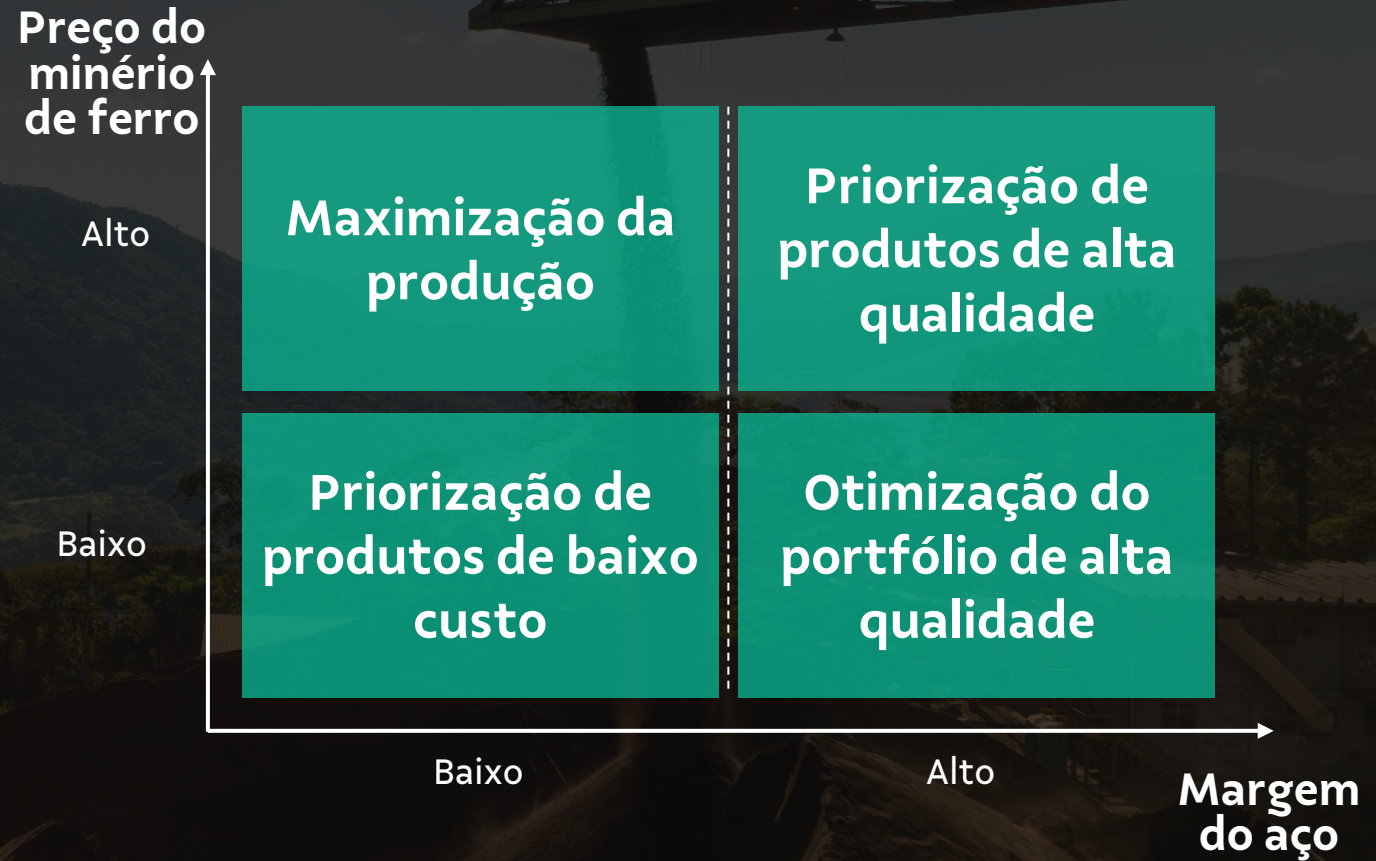 Preço do
minério
de ferro
Alto
Maximização da
produção
Priorização de
produtos de alta
qualidade
Baixo
Priorização de
produtos de baixo
custo
Otimização do
portfólio de alta
qualidade
Baixo
Alto
Margem
do aço